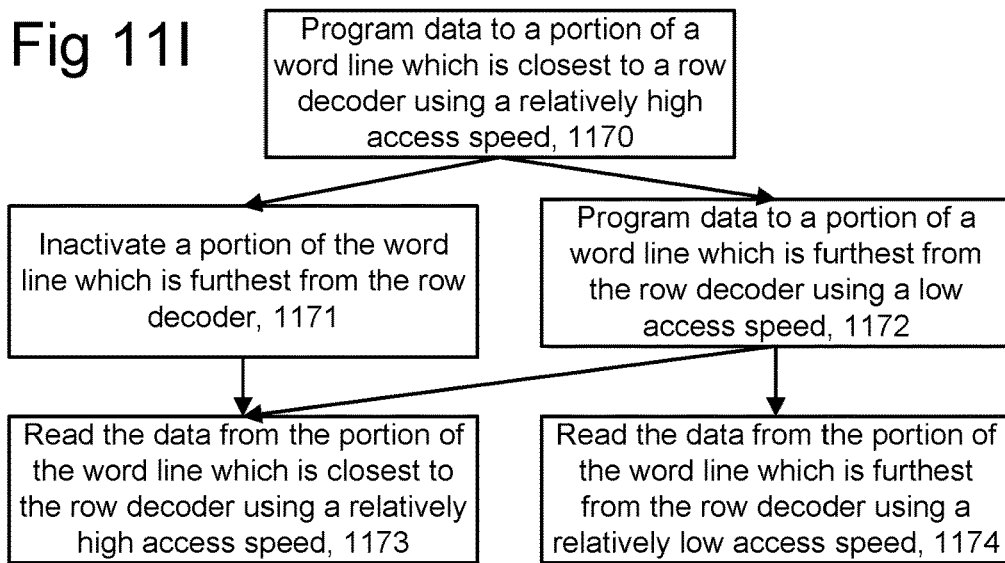 Fig 11I
Program data to a portion of a
word line which is closest to a row
decoder using a relatively high
access speed, 1170
Inactivate a portion of the word
line which is furthest from the row
decoder, 1171
Program data to a portion of a
word line which is furthest from
the row decoder using a low
access speed, 1172
Read the data from the portion of
the word line which is closest to
the row decoder using a relatively
high access speed, 1173
Read the data from the portion of
the word line which is furthest
from the row decoder using a
relatively low access speed, 1174